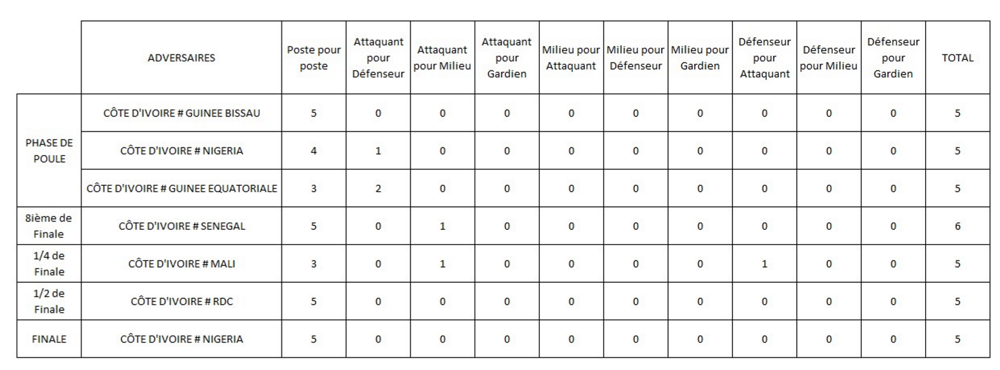 ADVERSAIRES
Poste pour
poste
Attaquant
pour
Défenseur
Attaquant
pour Milieu
Attaquant
pour
Gardien
Milieu pour
Attaquant
Milieu pour
Défenseur
Milieu pour
Gardien
Défenseur
pour
Attaquant
Défenseur
pour Milieu
Défenseur
pour
Gardien
TOTAL
PHASE DE
POULE
CÔTE D'IVOIRE # GUINEE BISSAU 5 0 0 0 0 0 0 0 0 0 5
CÔTE D'IVOIRE # NIGERIA 4 1 0 0 0 0 0 0 0 0 5
CÔTE D'IVOIRE # GUINEE EQUATORIALE 3 2 0 0 0 0 0 0 0 0 5
8ième de
Finale
CÔTE D'IVOIRE # SENEGAL 5 0 1 0 0 0 0 0 0 0 6
1/4 de
Finale
CÔTE D'IVOIRE # MALI 3 0 1 0 0 0 0 1 0 0 5
1/2 de
Finale
CÔTE D'IVOIRE # RDC 5 0 0 0 0 0 0 0 0 0 5
FINALE CÔTE D'IVOIRE # NIGERIA 5 0 0 0 0 0 0 0 0 0 5